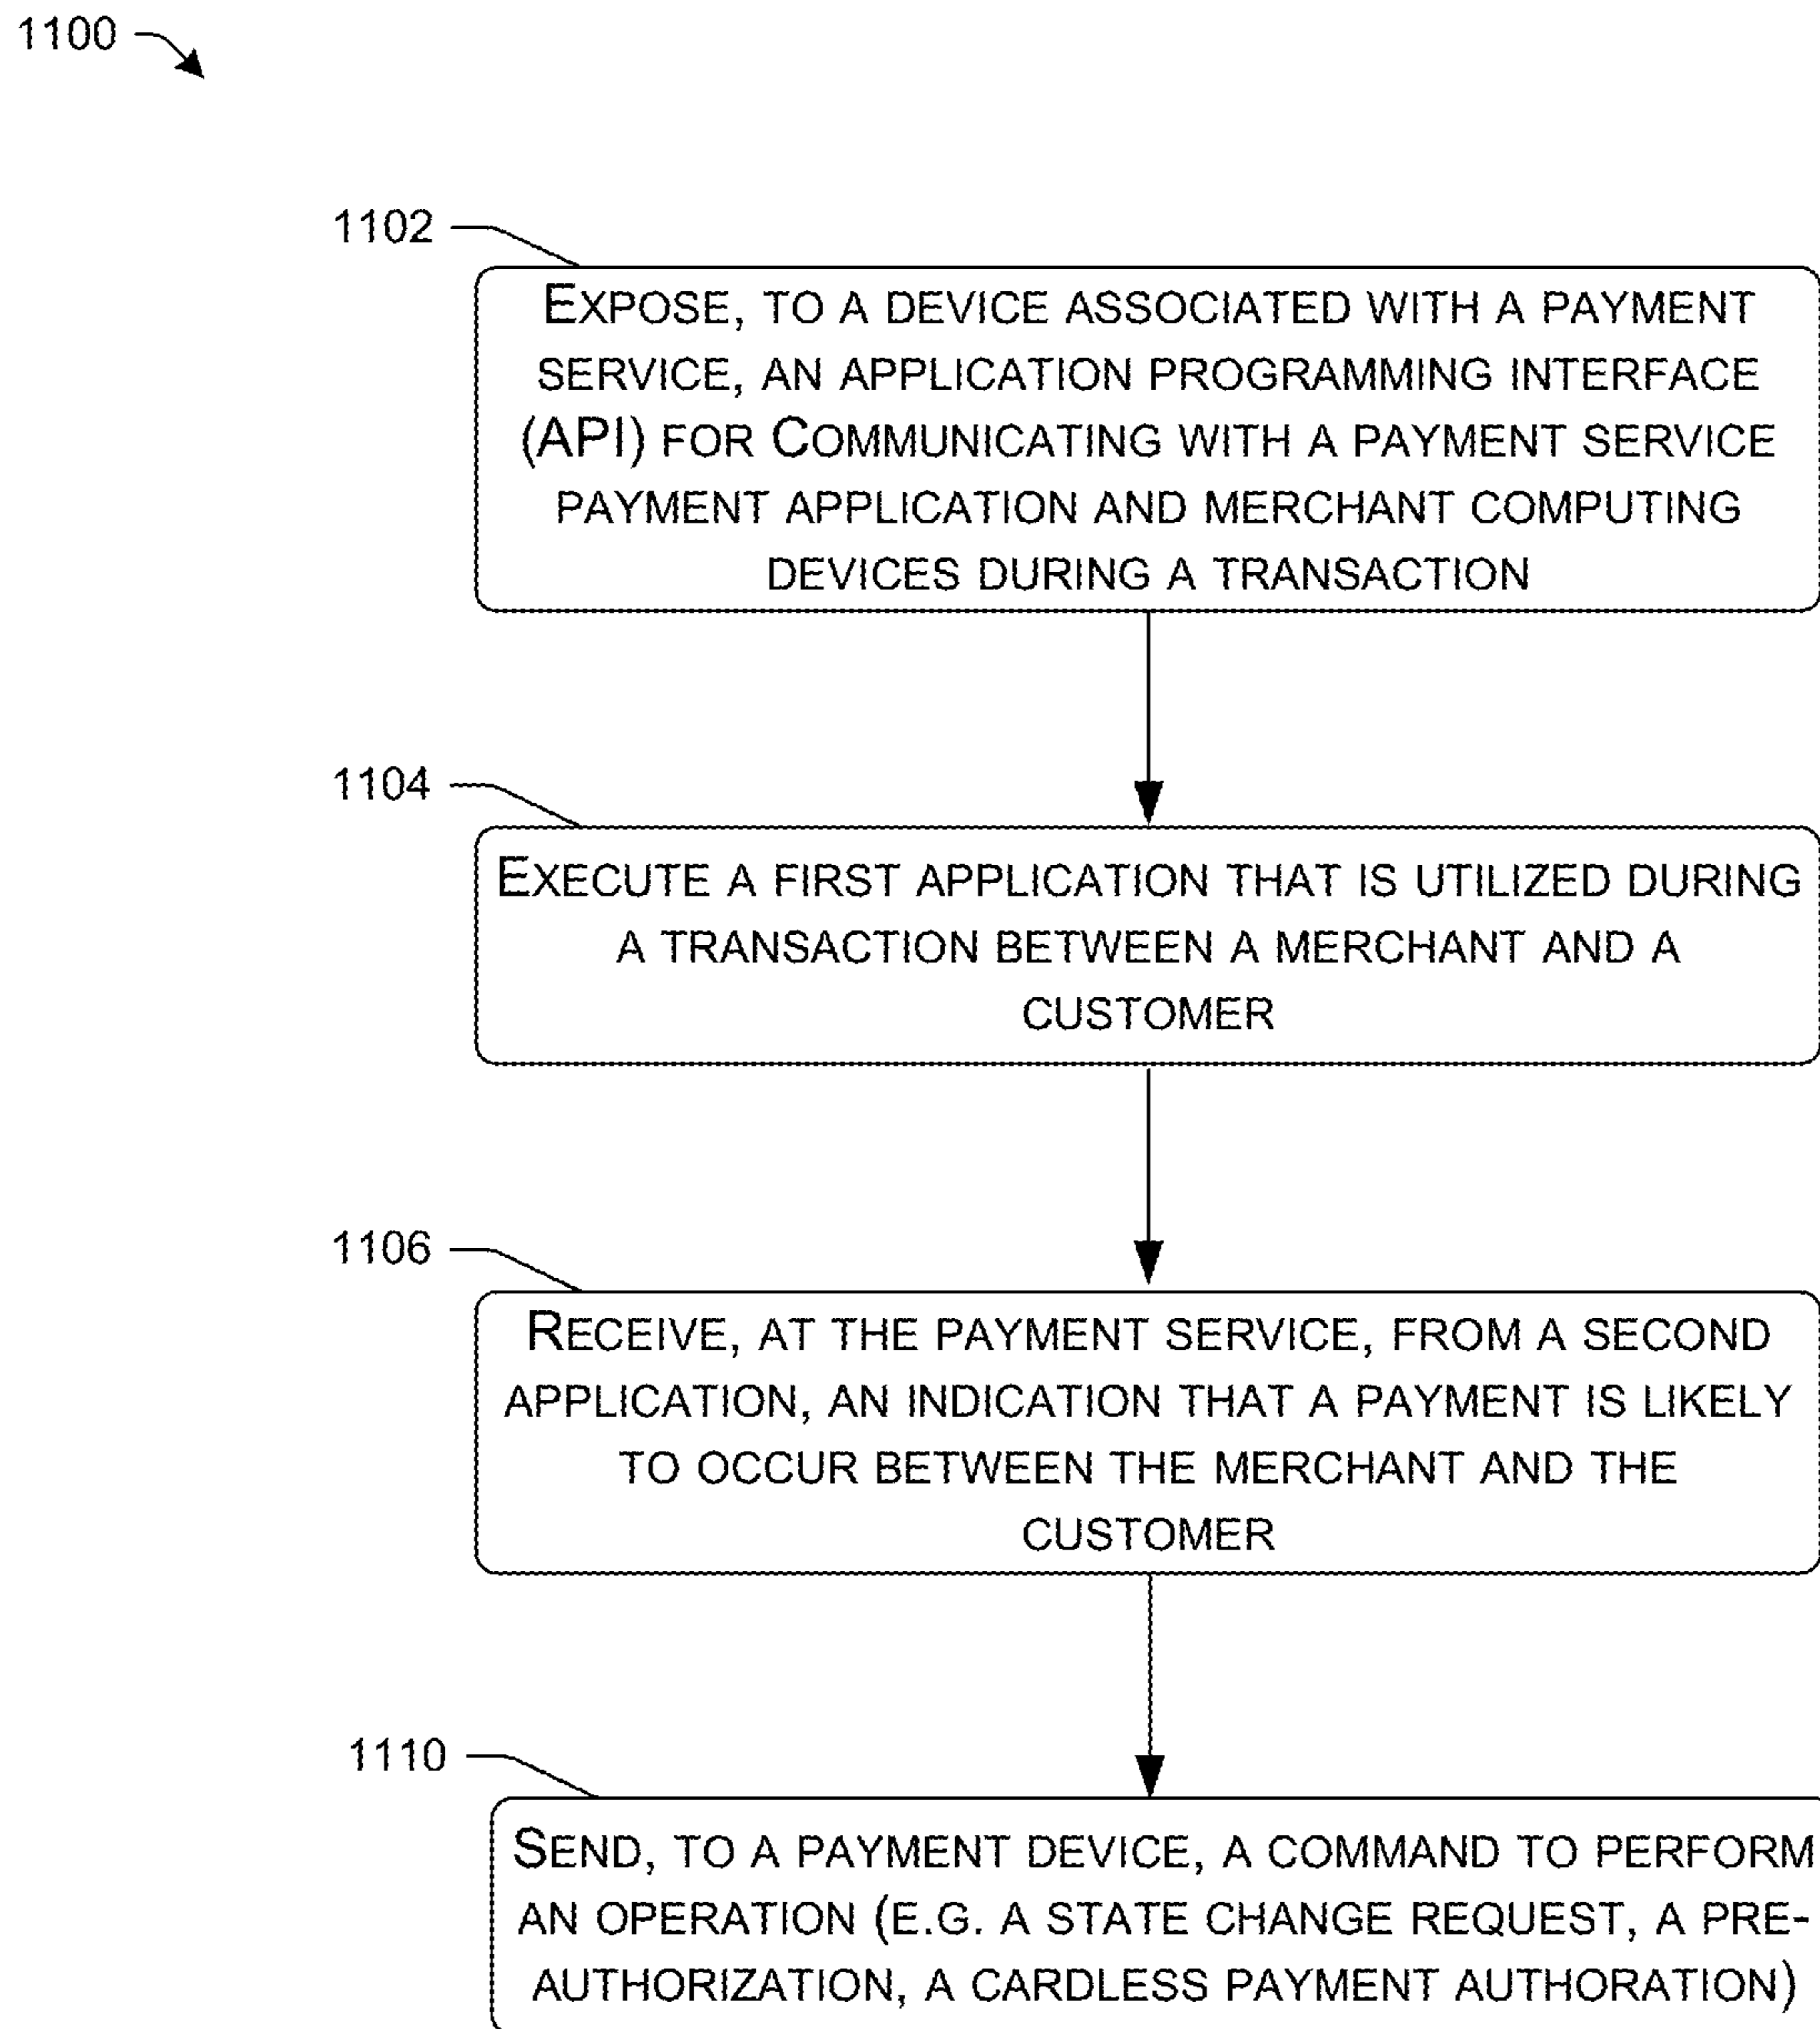 1100
1102
EXPOSE, TO A DEVICE ASSOCIATED WITH A PAYMENT
SERVICE, AN APPLICATION PROGRAMMING INTERFACE
(API) FOR COMMUNICATING WITH A PAYMENT SERVICE
PAYMENT APPLICATION AND MERCHANT COMPUTING
DEVICES DURING A TRANSACTION
1104
EXECUTE A FIRST APPLICATION THAT IS UTILIZED DURING
A TRANSACTION BETWEEN A MERCHANT AND A
CUSTOMER
1106
RECEIVE, AT THE PAYMENT SERVICE, FROM A SECOND
APPLICATION, AN INDICATION THAT A PAYMENT IS LIKELY
TO OCCUR BETWEEN THE MERCHANT AND THE
CUSTOMER
1110
SEND, TO A PAYMENT DEVICE, A COMMAND TO PERFORM
AN OPERATION (E.G. A STATE CHANGE REQUEST, A PRE-
AUTHORIZATION, A CARDLESS PAYMENT AUTHORATION)